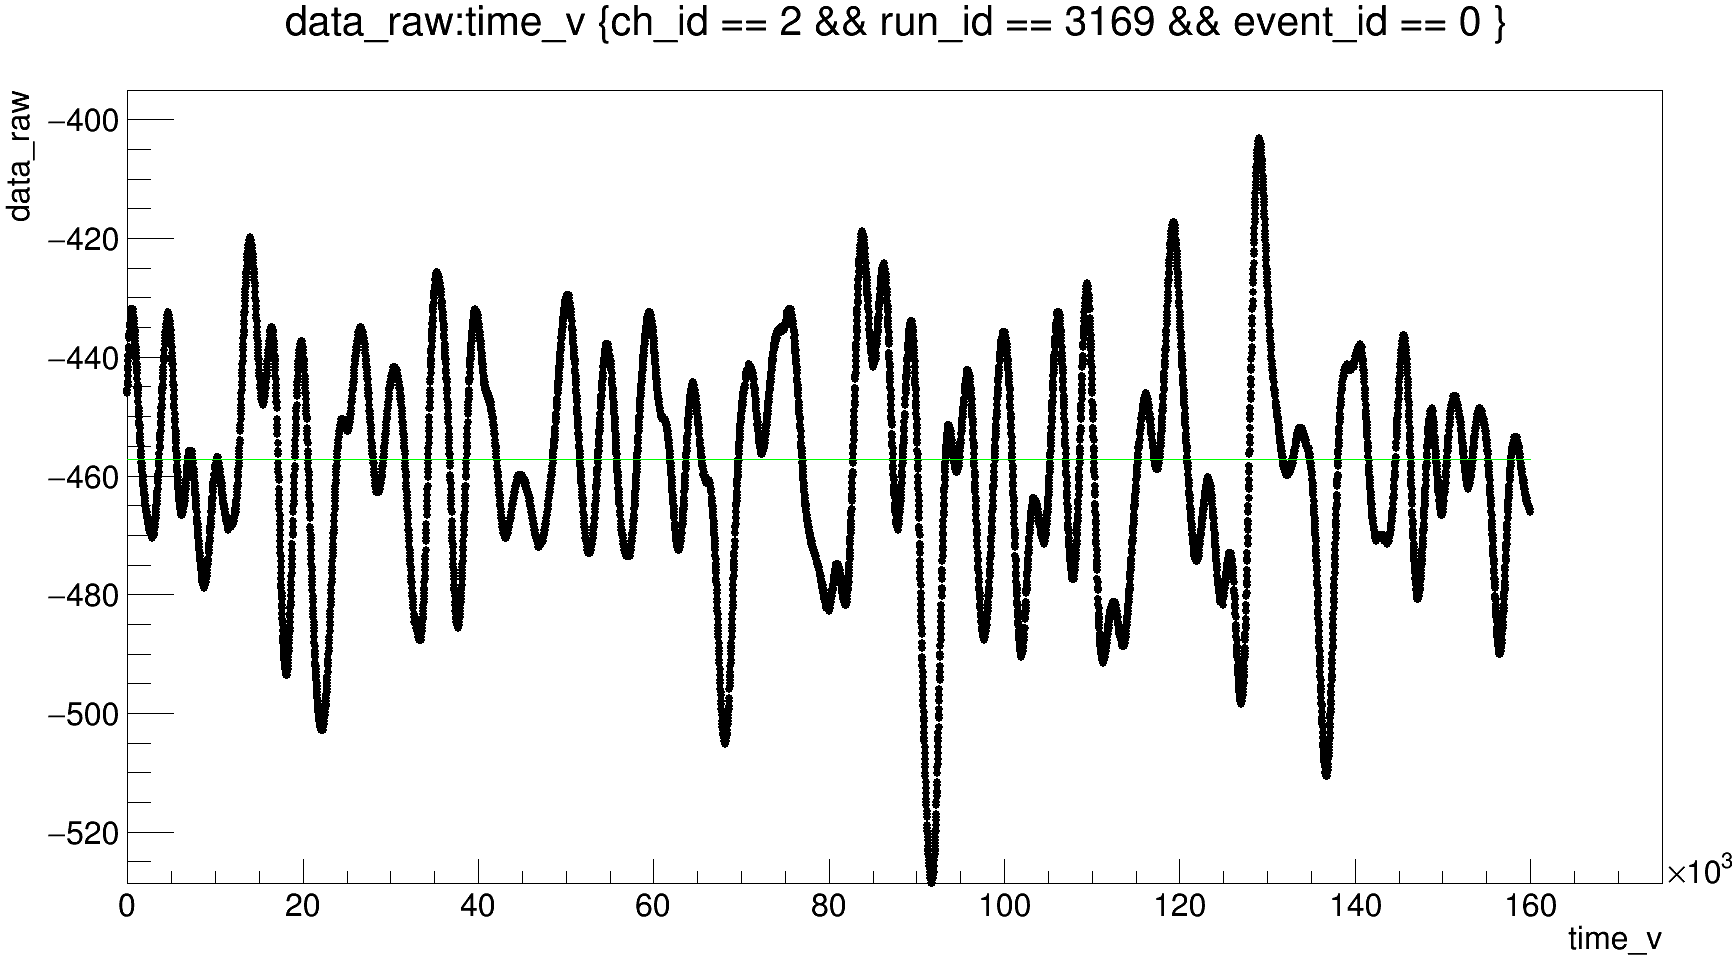 data_raw:time_v {ch_id == 2 && run_id == 3169 && event_id == 0 }
data_raw
−400
−420
−440
−460
−480
−500
−520
0 20 40 60 80 100 120 140 160
×10³
time_v